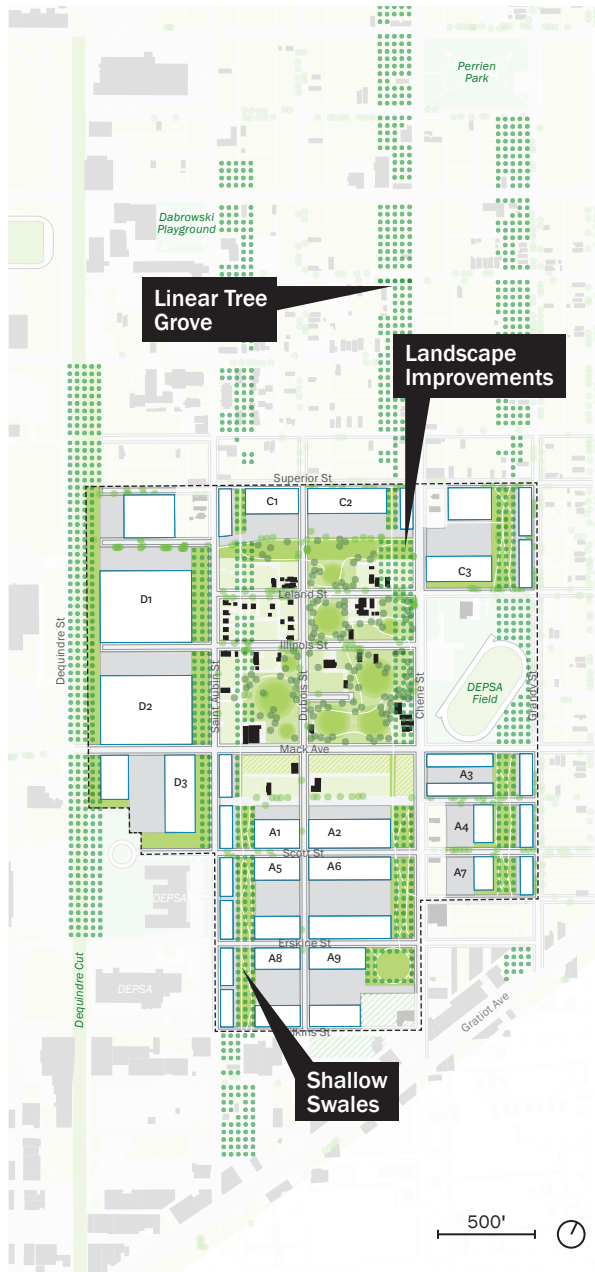 Perrien
Park
Dabrowski
Playground
Linear Tree
Grove
Landscape
Improvements
Superior St
C1
C2
C3
D1
Leland St
Illinois St
Dequindre St
Saint Aubin St
Dubois St
Chene St
Grandy St
DEPSA
Field
D2
Mack Ave
D3
A3
A1
A2
A4
Scott St
A5
A6
A7
DEPSA
Erskine St
A8
A9
DEPSA
Dequindre Cut
Gratiot Ave
Shallow
Swales
500'